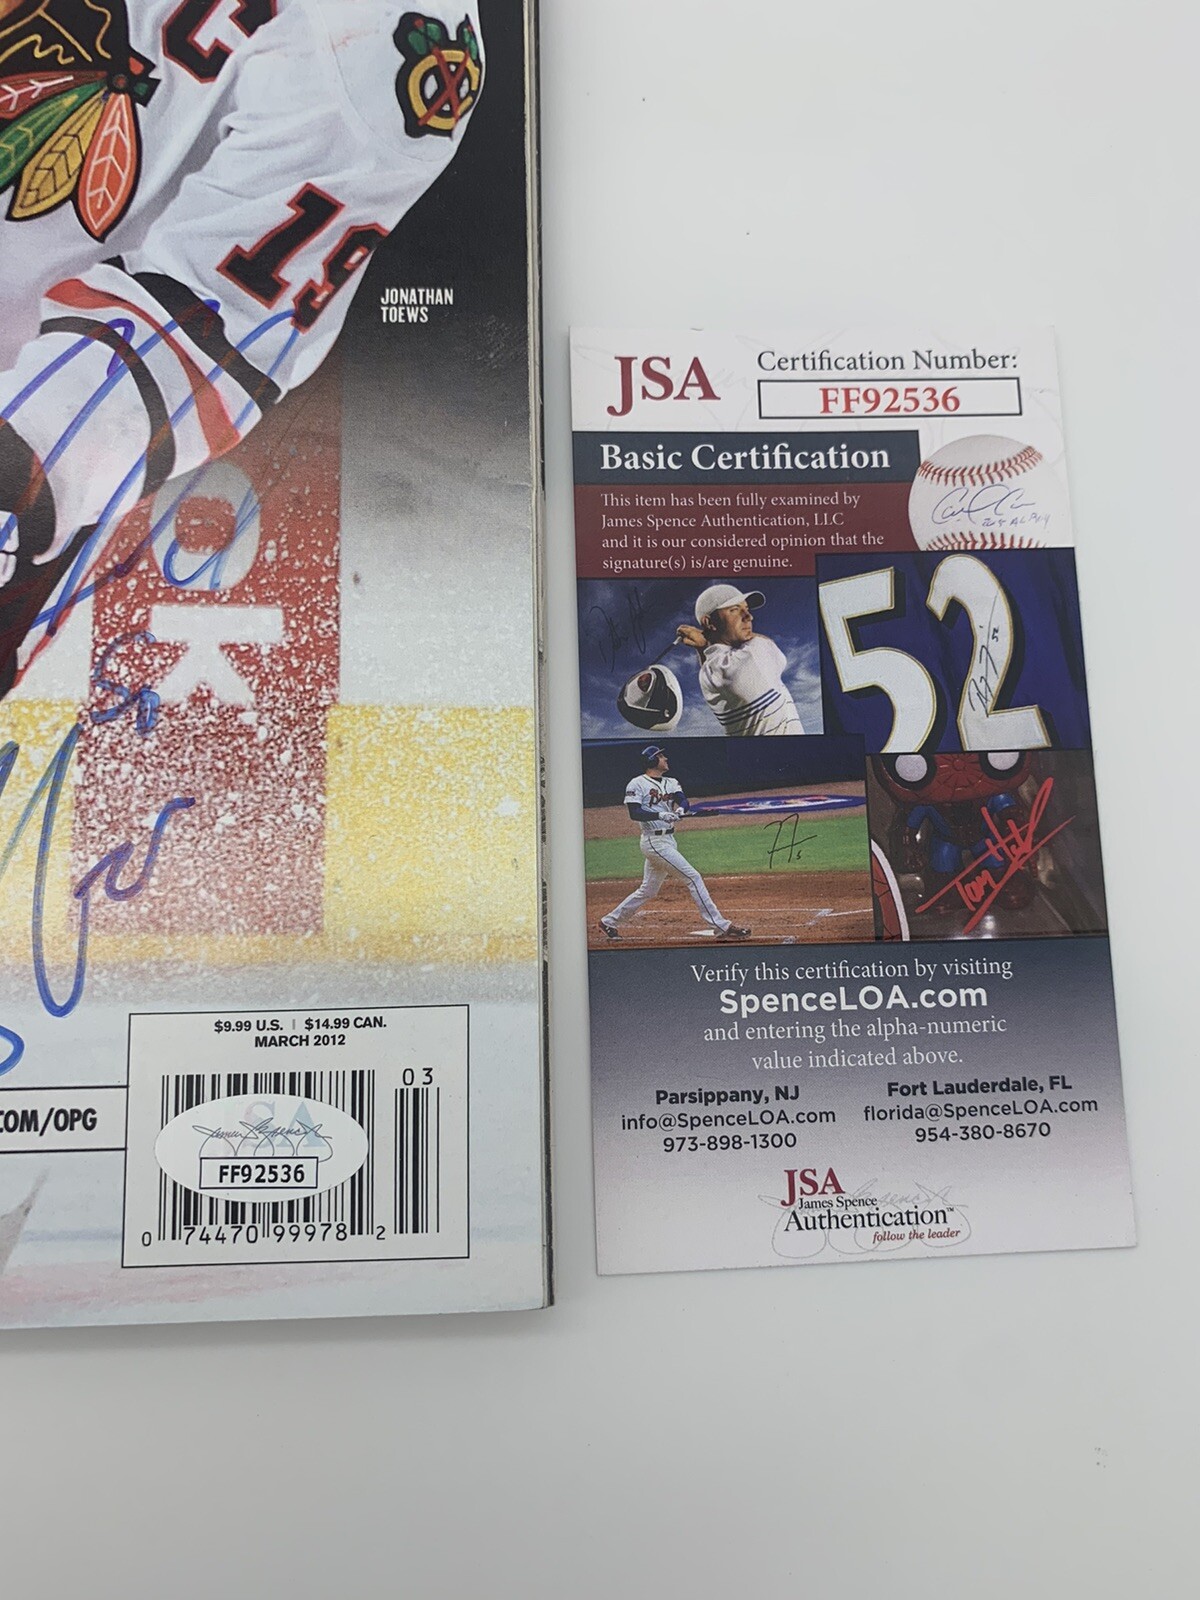 C
19
JONATHAN
TOEWS
OK
$9.99 U.S. | $14.99 CAN.
MARCH 2012
03
.COM/OPG
FF92536
0 74470 99978 2
JSA
Certification Number:
FF92536
Basic Certification
This item has been fully examined by
James Spence Authentication, LLC
and it is our considered opinion that the
signature(s) is/are genuine.
52
Verify this certification by visiting
SpenceLOA.com
and entering the alpha-numeric
value indicated above.
Parsippany, NJ
info@SpenceLOA.com
973-898-1300
Fort Lauderdale, FL
florida@SpenceLOA.com
954-380-8670
JSA
James Spence
Authentication™
follow the leader